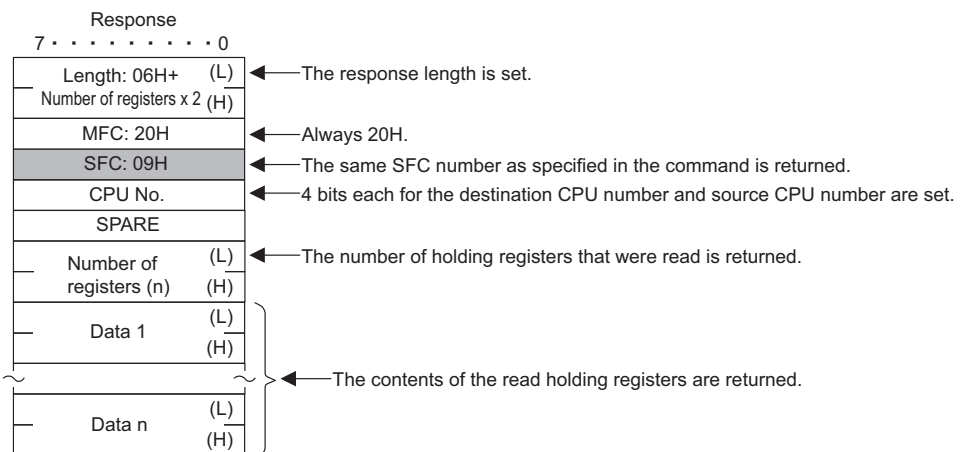 Response
7 · · · · · · · · · 0
Length: 06H+ (L) The response length is set.
Number of registers x 2 (H)
MFC: 20H Always 20H.
SFC: 09H The same SFC number as specified in the command is returned.
CPU No. 4 bits each for the destination CPU number and source CPU number are set.
SPARE
Number of (L) The number of holding registers that were read is returned.
registers (n) (H)
Data 1 (L)
(H)
The contents of the read holding registers are returned.
Data n (L)
(H)